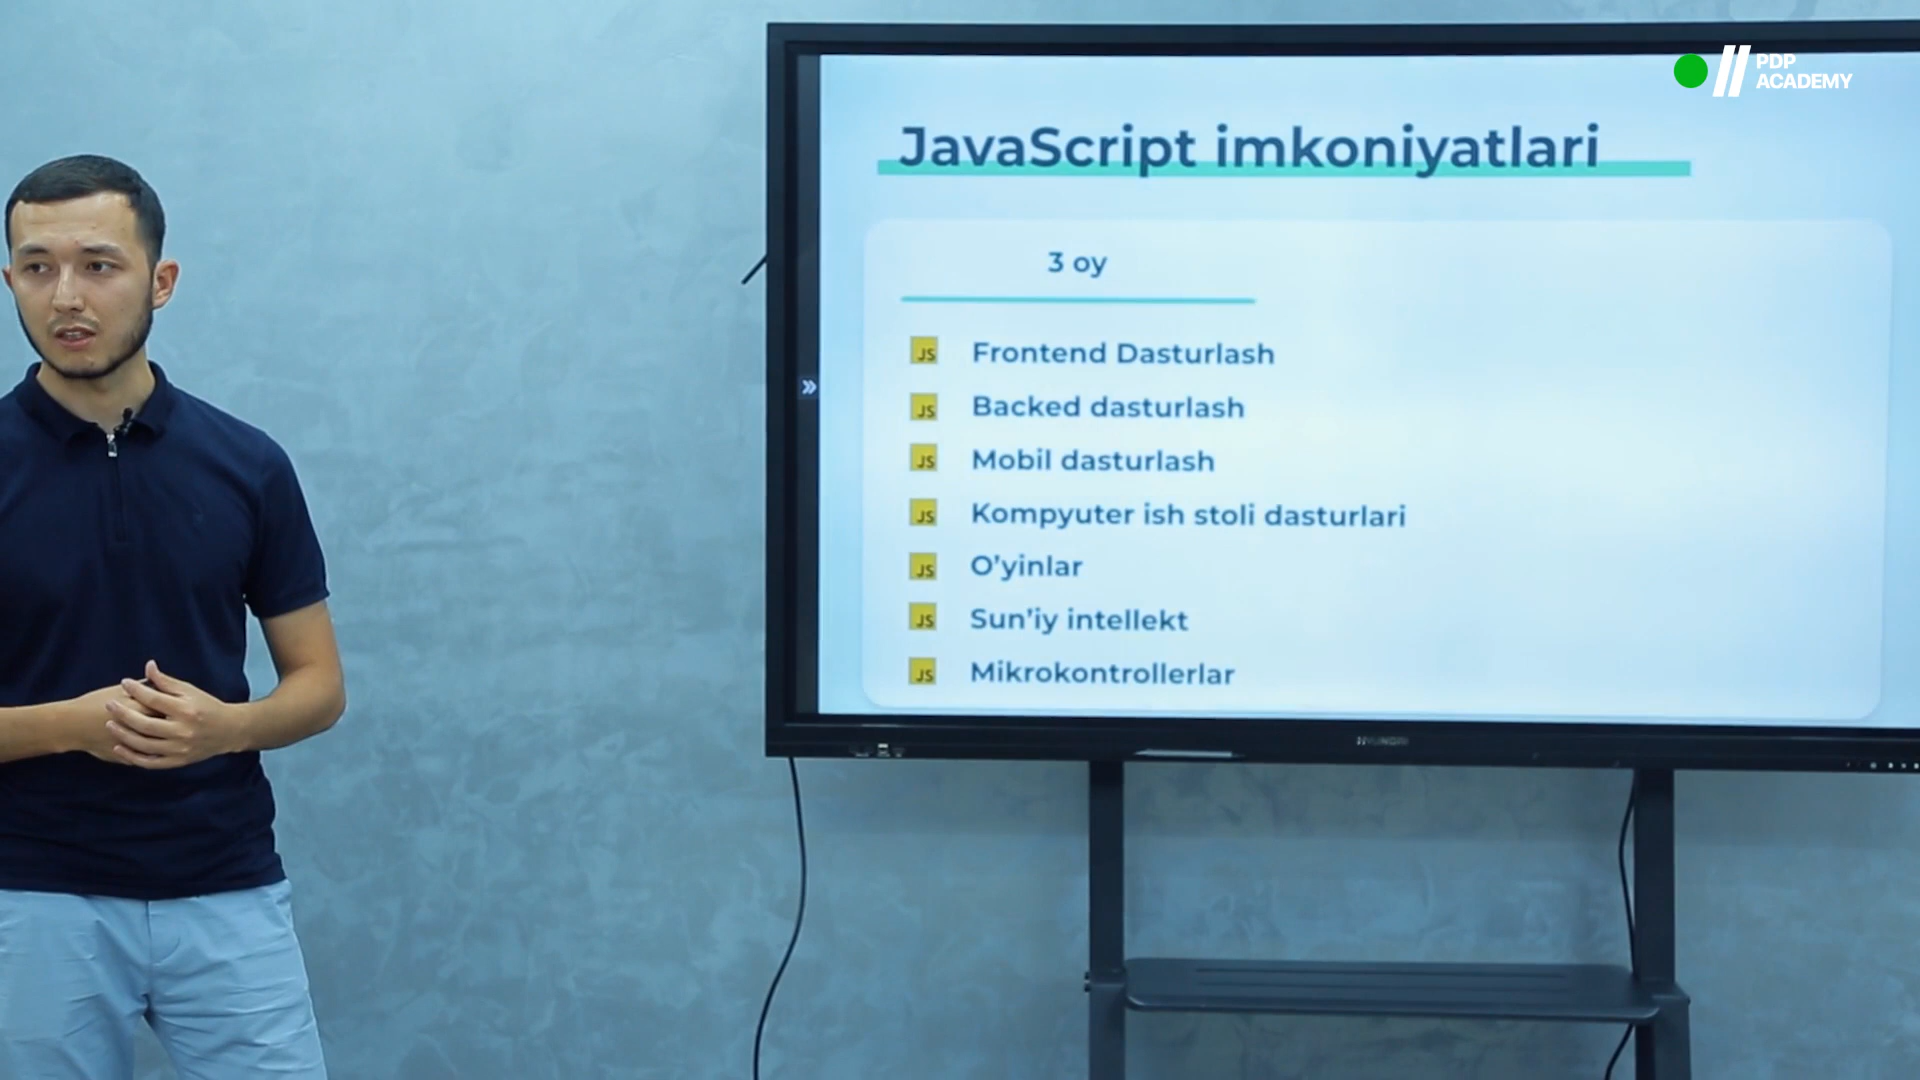 PDP
ACADEMY
JavaScript imkoniyatlari
3 oy
JS Frontend Dasturlash
JS Backed dasturlash
JS Mobil dasturlash
JS Kompyuter ish stoli dasturlari
JS O'yinlar
JS Sun'iy intellekt
JS Mikrokontrollerlar
HYUNDAI